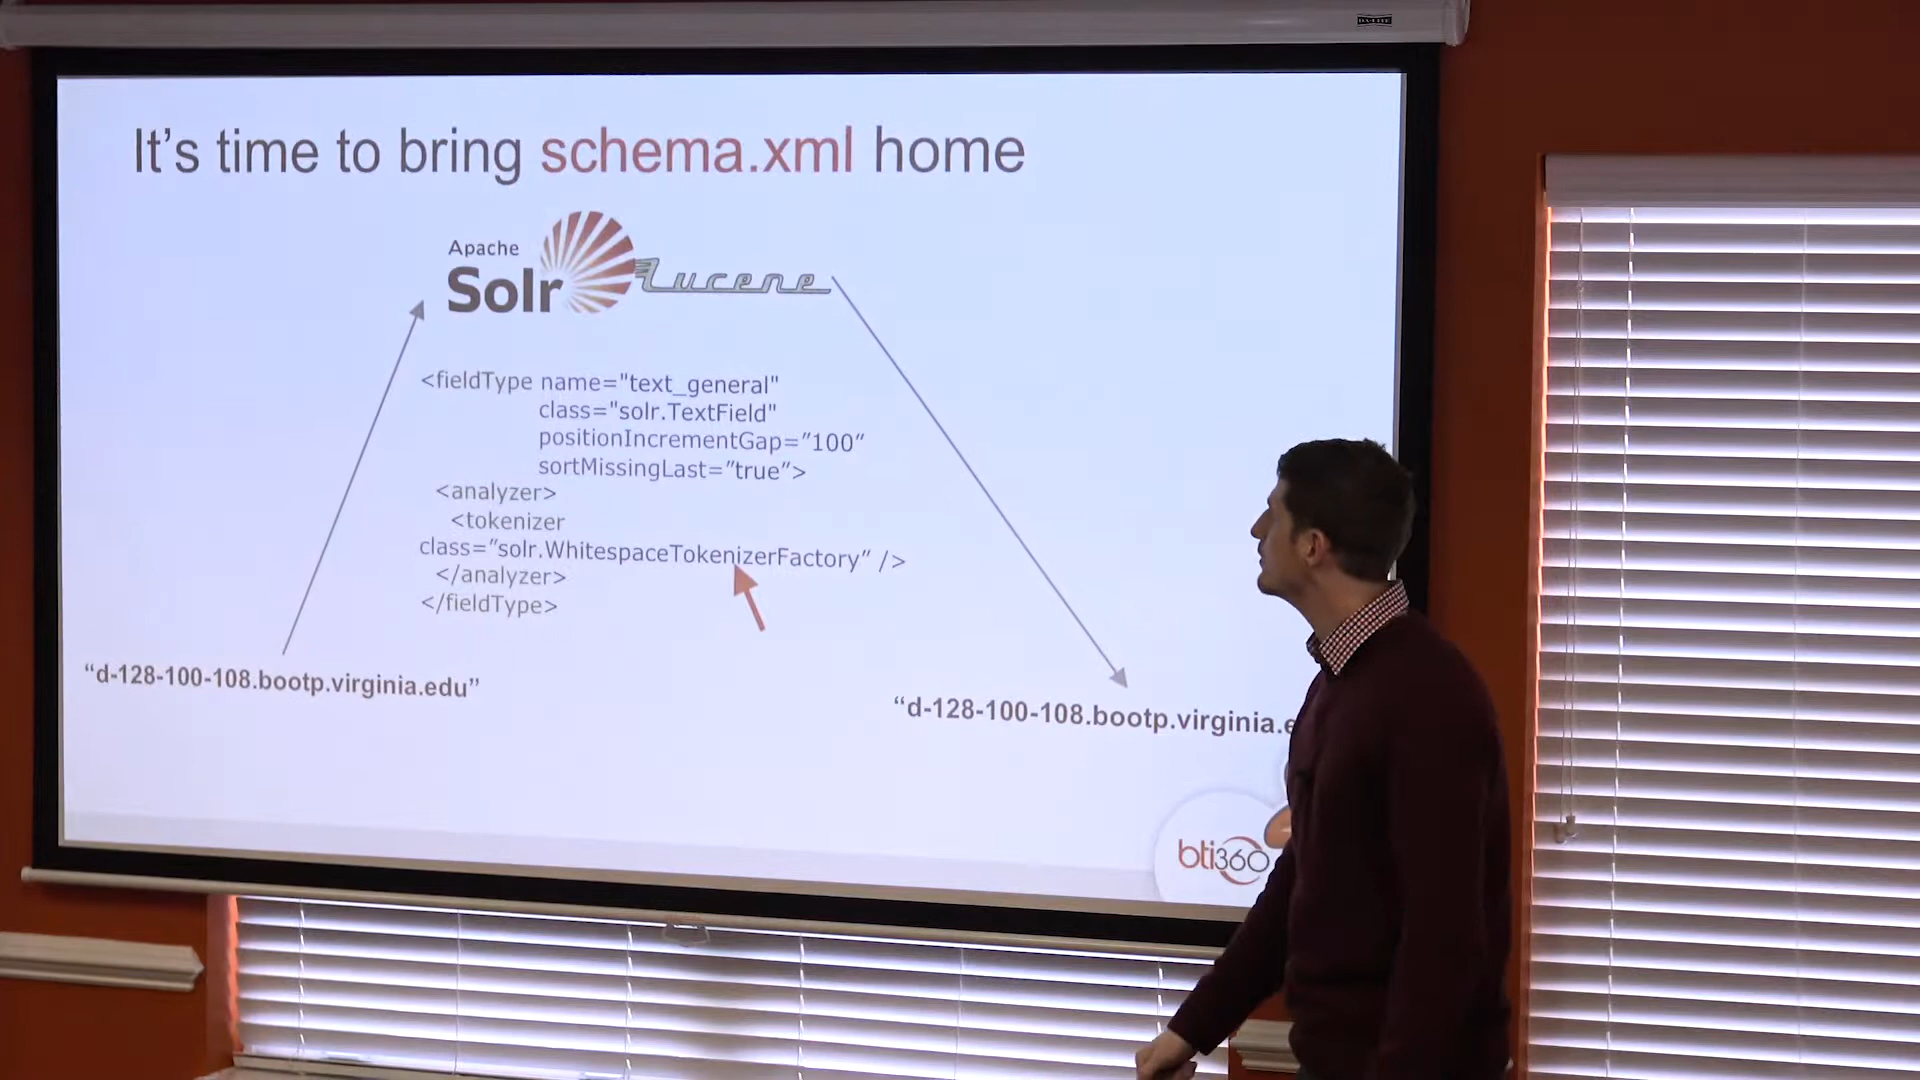 DA-LITE
It's time to bring schema.xml home
Apache
Solr Lucene
<fieldType name="text_general"
class="solr.TextField"
positionIncrementGap=”100”
sortMissingLast=”true”>
<analyzer>
<tokenizer
class=”solr.WhitespaceTokenizerFactory” />
</analyzer>
</fieldType>
“d-128-100-108.bootp.virginia.edu”
“d-128-100-108.bootp.virginia.e
bti360